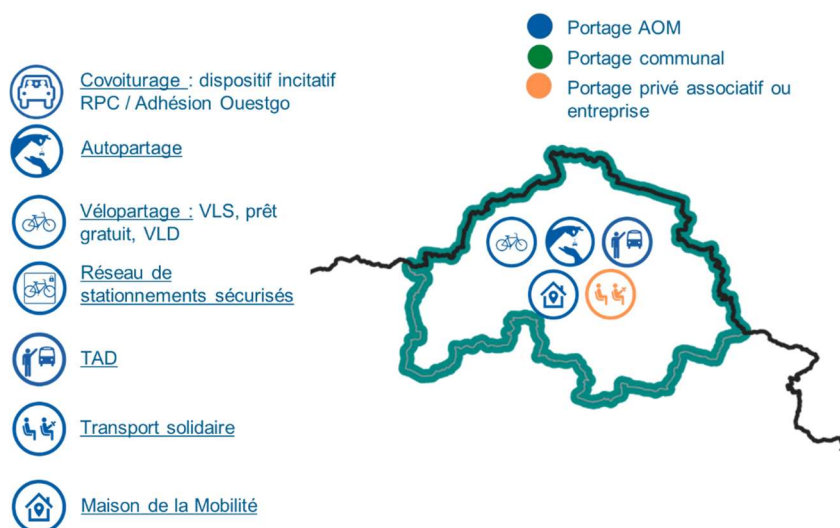 Portage AOM
Portage communal
Portage privé associatif ou
entreprise
Covoiturage : dispositif incitatif
RPC / Adhésion Ouestgo
Autopartage
Vélopartage : VLS, prêt
gratuit, VLD
Réseau de
stationnements sécurisés
TAD
Transport solidaire
Maison de la Mobilité